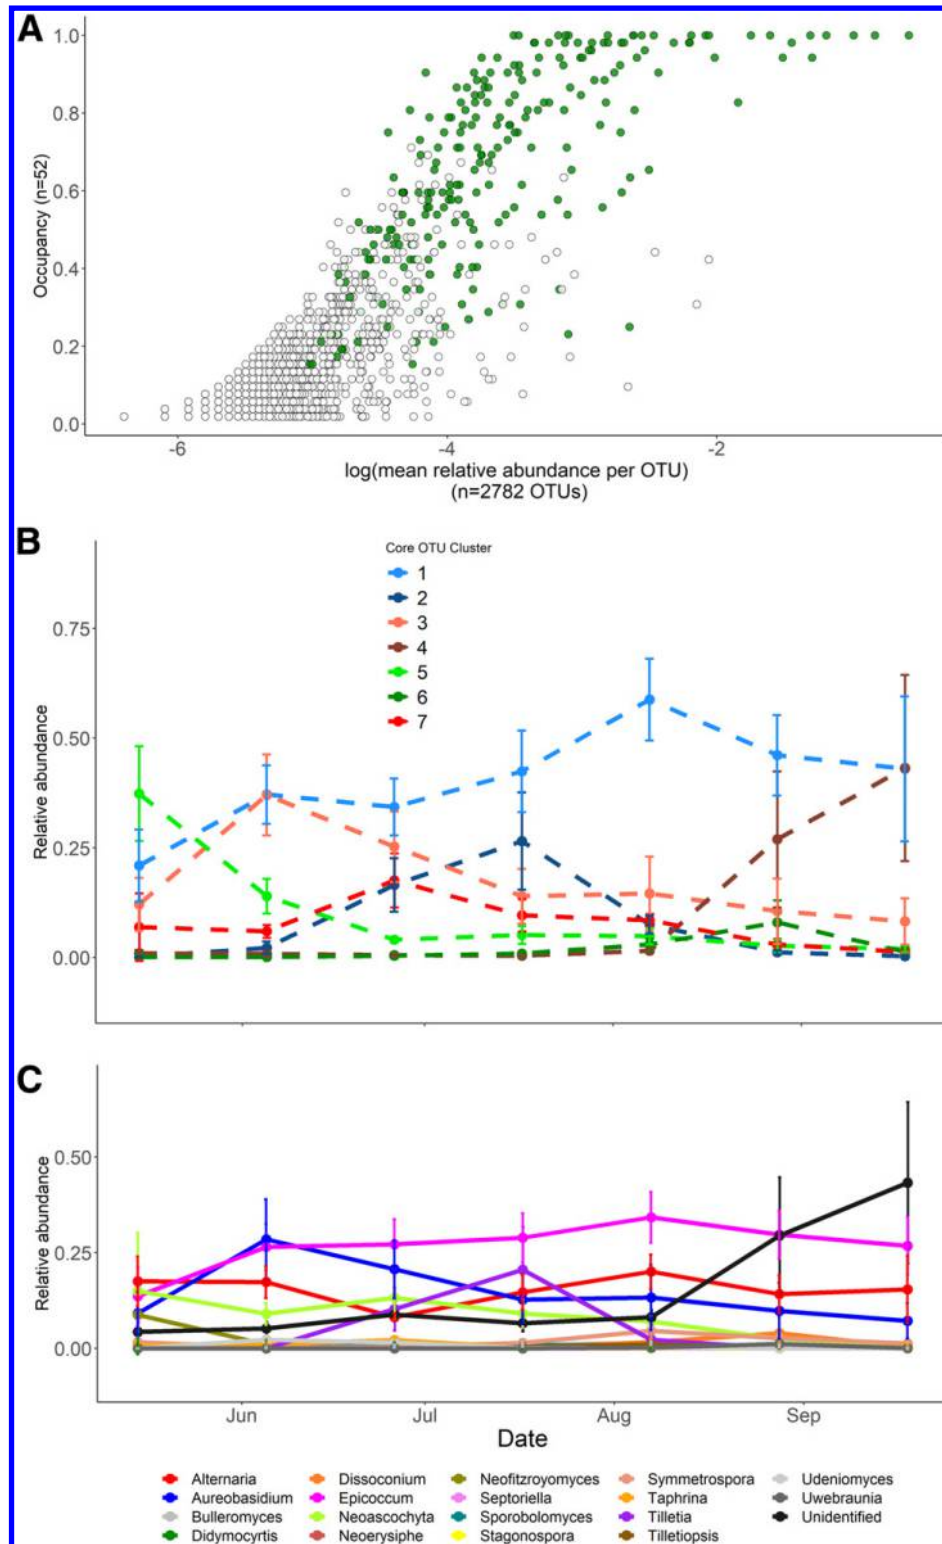 A
1.0
0.8
0.6
0.4
0.2
0.0
Occupancy (n=52)
-6
-4
-2
log(mean relative abundance per OTU)
(n=2782 OTUs)
B
Core OTU Cluster
1
2
3
4
5
6
7
0.75
0.50
0.25
0.00
Relative abundance
C
0.50
0.25
0.00
Relative abundance
Jun
Jul
Aug
Sep
Date
Alternaria
Dissoconium
Neofitzroyomyces
Symmetrospora
Udeniomyces
Aureobasidium
Epicoccum
Septoriella
Taphrina
Uwebraunia
Bulleromyces
Neoascochyta
Sporobolomyces
Tilletia
Unidentified
Didymocyrtis
Neoerysiphe
Stagonospora
Tilletiopsis